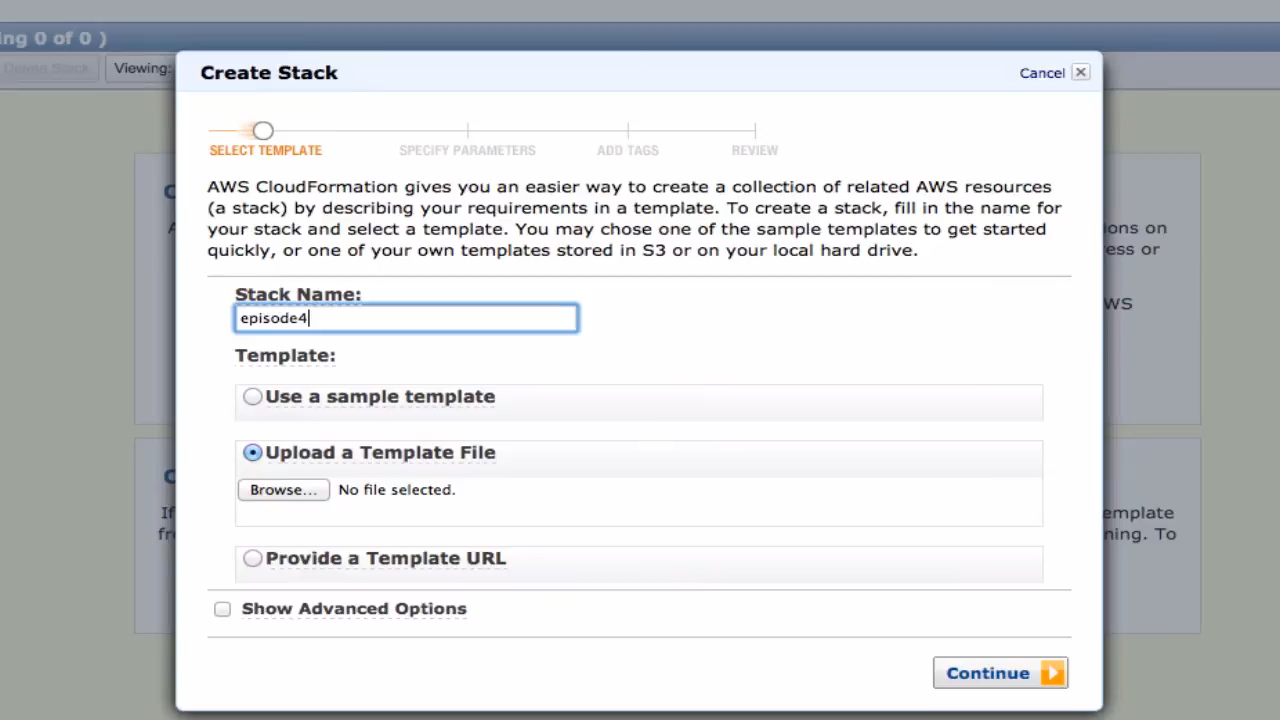 ng 0 of 0 )
Delete Stack
Viewing:
Create Stack
Cancel
SELECT TEMPLATE
SPECIFY PARAMETERS
ADD TAGS
REVIEW
AWS CloudFormation gives you an easier way to create a collection of related AWS resources
(a stack) by describing your requirements in a template. To create a stack, fill in the name for
your stack and select a template. You may chose one of the sample templates to get started
quickly, or one of your own templates stored in S3 or on your local hard drive.
Stack Name:
episode4
Template:
Use a sample template
Upload a Template File
Browse... No file selected.
Provide a Template URL
Show Advanced Options
Continue
ons on
ess or
WS
If
emplate
fr
ning. To